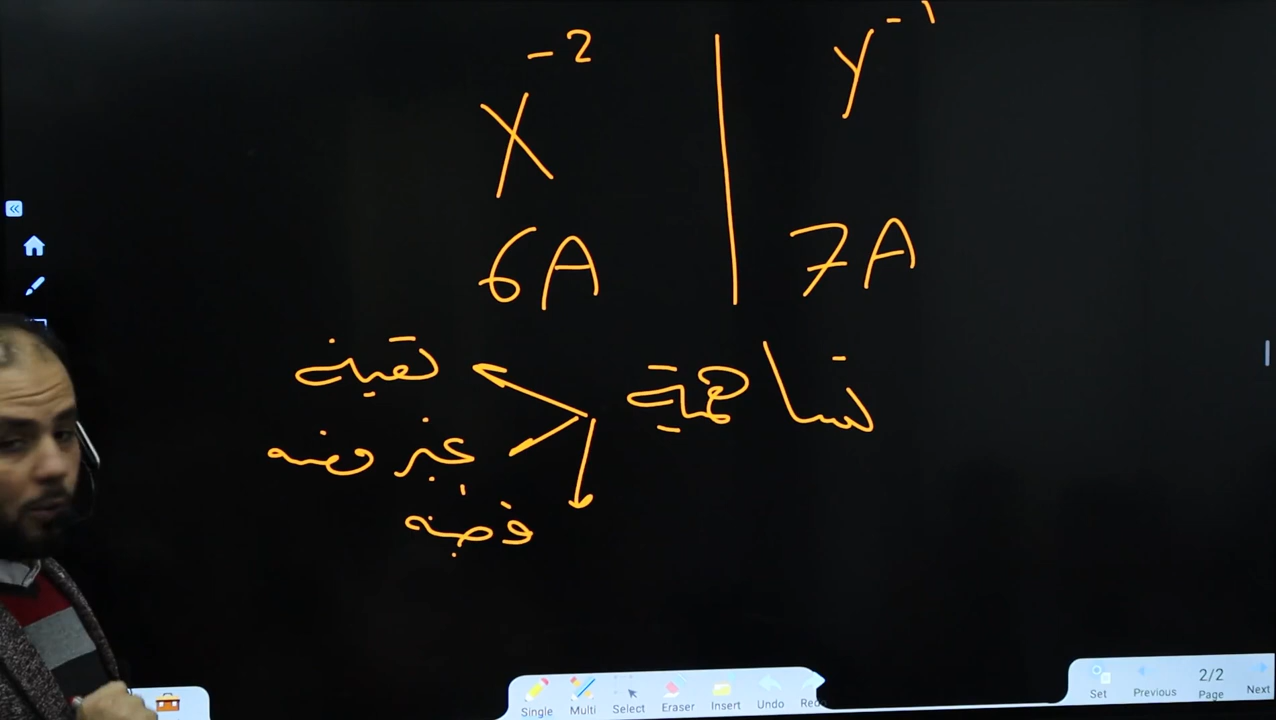 X⁻² | y⁻¹
6A | 7A
تساهمية
نقية
غير قطبية
قطبية
Single Multi Select Eraser Insert Undo Redo
Set Previous 2/2 Page Next